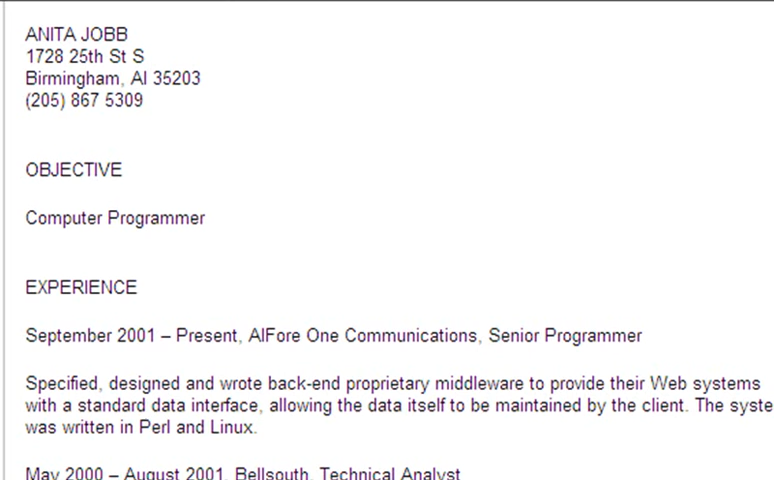 ANITA JOBB
1728 25th St S
Birmingham, Al 35203
(205) 867 5309
OBJECTIVE
Computer Programmer
EXPERIENCE
September 2001 – Present, AlFore One Communications, Senior Programmer
Specified, designed and wrote back-end proprietary middleware to provide their Web systems
with a standard data interface, allowing the data itself to be maintained by the client. The syste
was written in Perl and Linux.
May 2000 – August 2001, Bellsouth, Technical Analyst